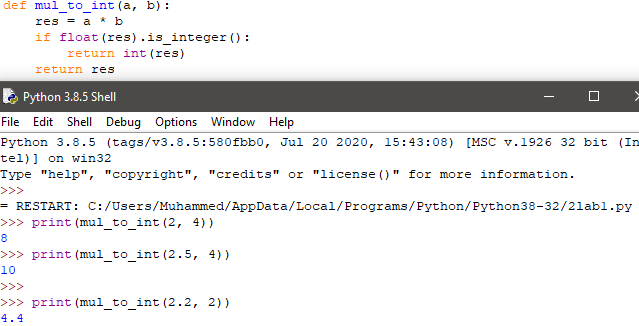 def mul_to_int(a, b):
    res = a * b
    if float(res).is_integer():
        return int(res)
    return res
Python 3.8.5 Shell
File Edit Shell Debug Options Window Help
Python 3.8.5 (tags/v3.8.5:580fbb0, Jul 20 2020, 15:43:08) [MSC v.1926 32 bit (In
tel)] on win32
Type "help", "copyright", "credits" or "license()" for more information.
>>>
= RESTART: C:/Users/Muhammed/AppData/Local/Programs/Python/Python38-32/2lab1.py
>>> print(mul_to_int(2, 4))
8
>>> print(mul_to_int(2.5, 4))
10
>>>
>>> print(mul_to_int(2.2, 2))
4.4